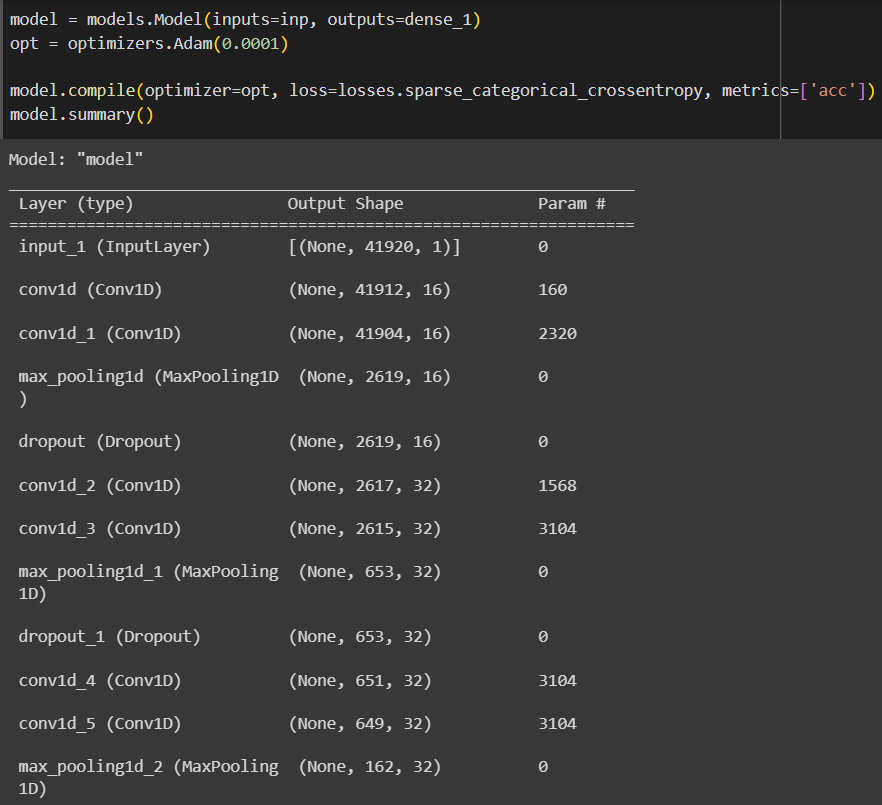 model = models.Model(inputs=inp, outputs=dense_1)
opt = optimizers.Adam(0.0001)
model.compile(optimizer=opt, loss=losses.sparse_categorical_crossentropy, metrics=['acc'])
model.summary()
Model: "model"
_________________________________________________________________
Layer (type) Output Shape Param #
=================================================================
input_1 (InputLayer) [(None, 41920, 1)] 0
conv1d (Conv1D) (None, 41912, 16) 160
conv1d_1 (Conv1D) (None, 41904, 16) 2320
max_pooling1d (MaxPooling1D (None, 2619, 16) 0
)
dropout (Dropout) (None, 2619, 16) 0
conv1d_2 (Conv1D) (None, 2617, 32) 1568
conv1d_3 (Conv1D) (None, 2615, 32) 3104
max_pooling1d_1 (MaxPooling (None, 653, 32) 0
1D)
dropout_1 (Dropout) (None, 653, 32) 0
conv1d_4 (Conv1D) (None, 651, 32) 3104
conv1d_5 (Conv1D) (None, 649, 32) 3104
max_pooling1d_2 (MaxPooling (None, 162, 32) 0
1D)